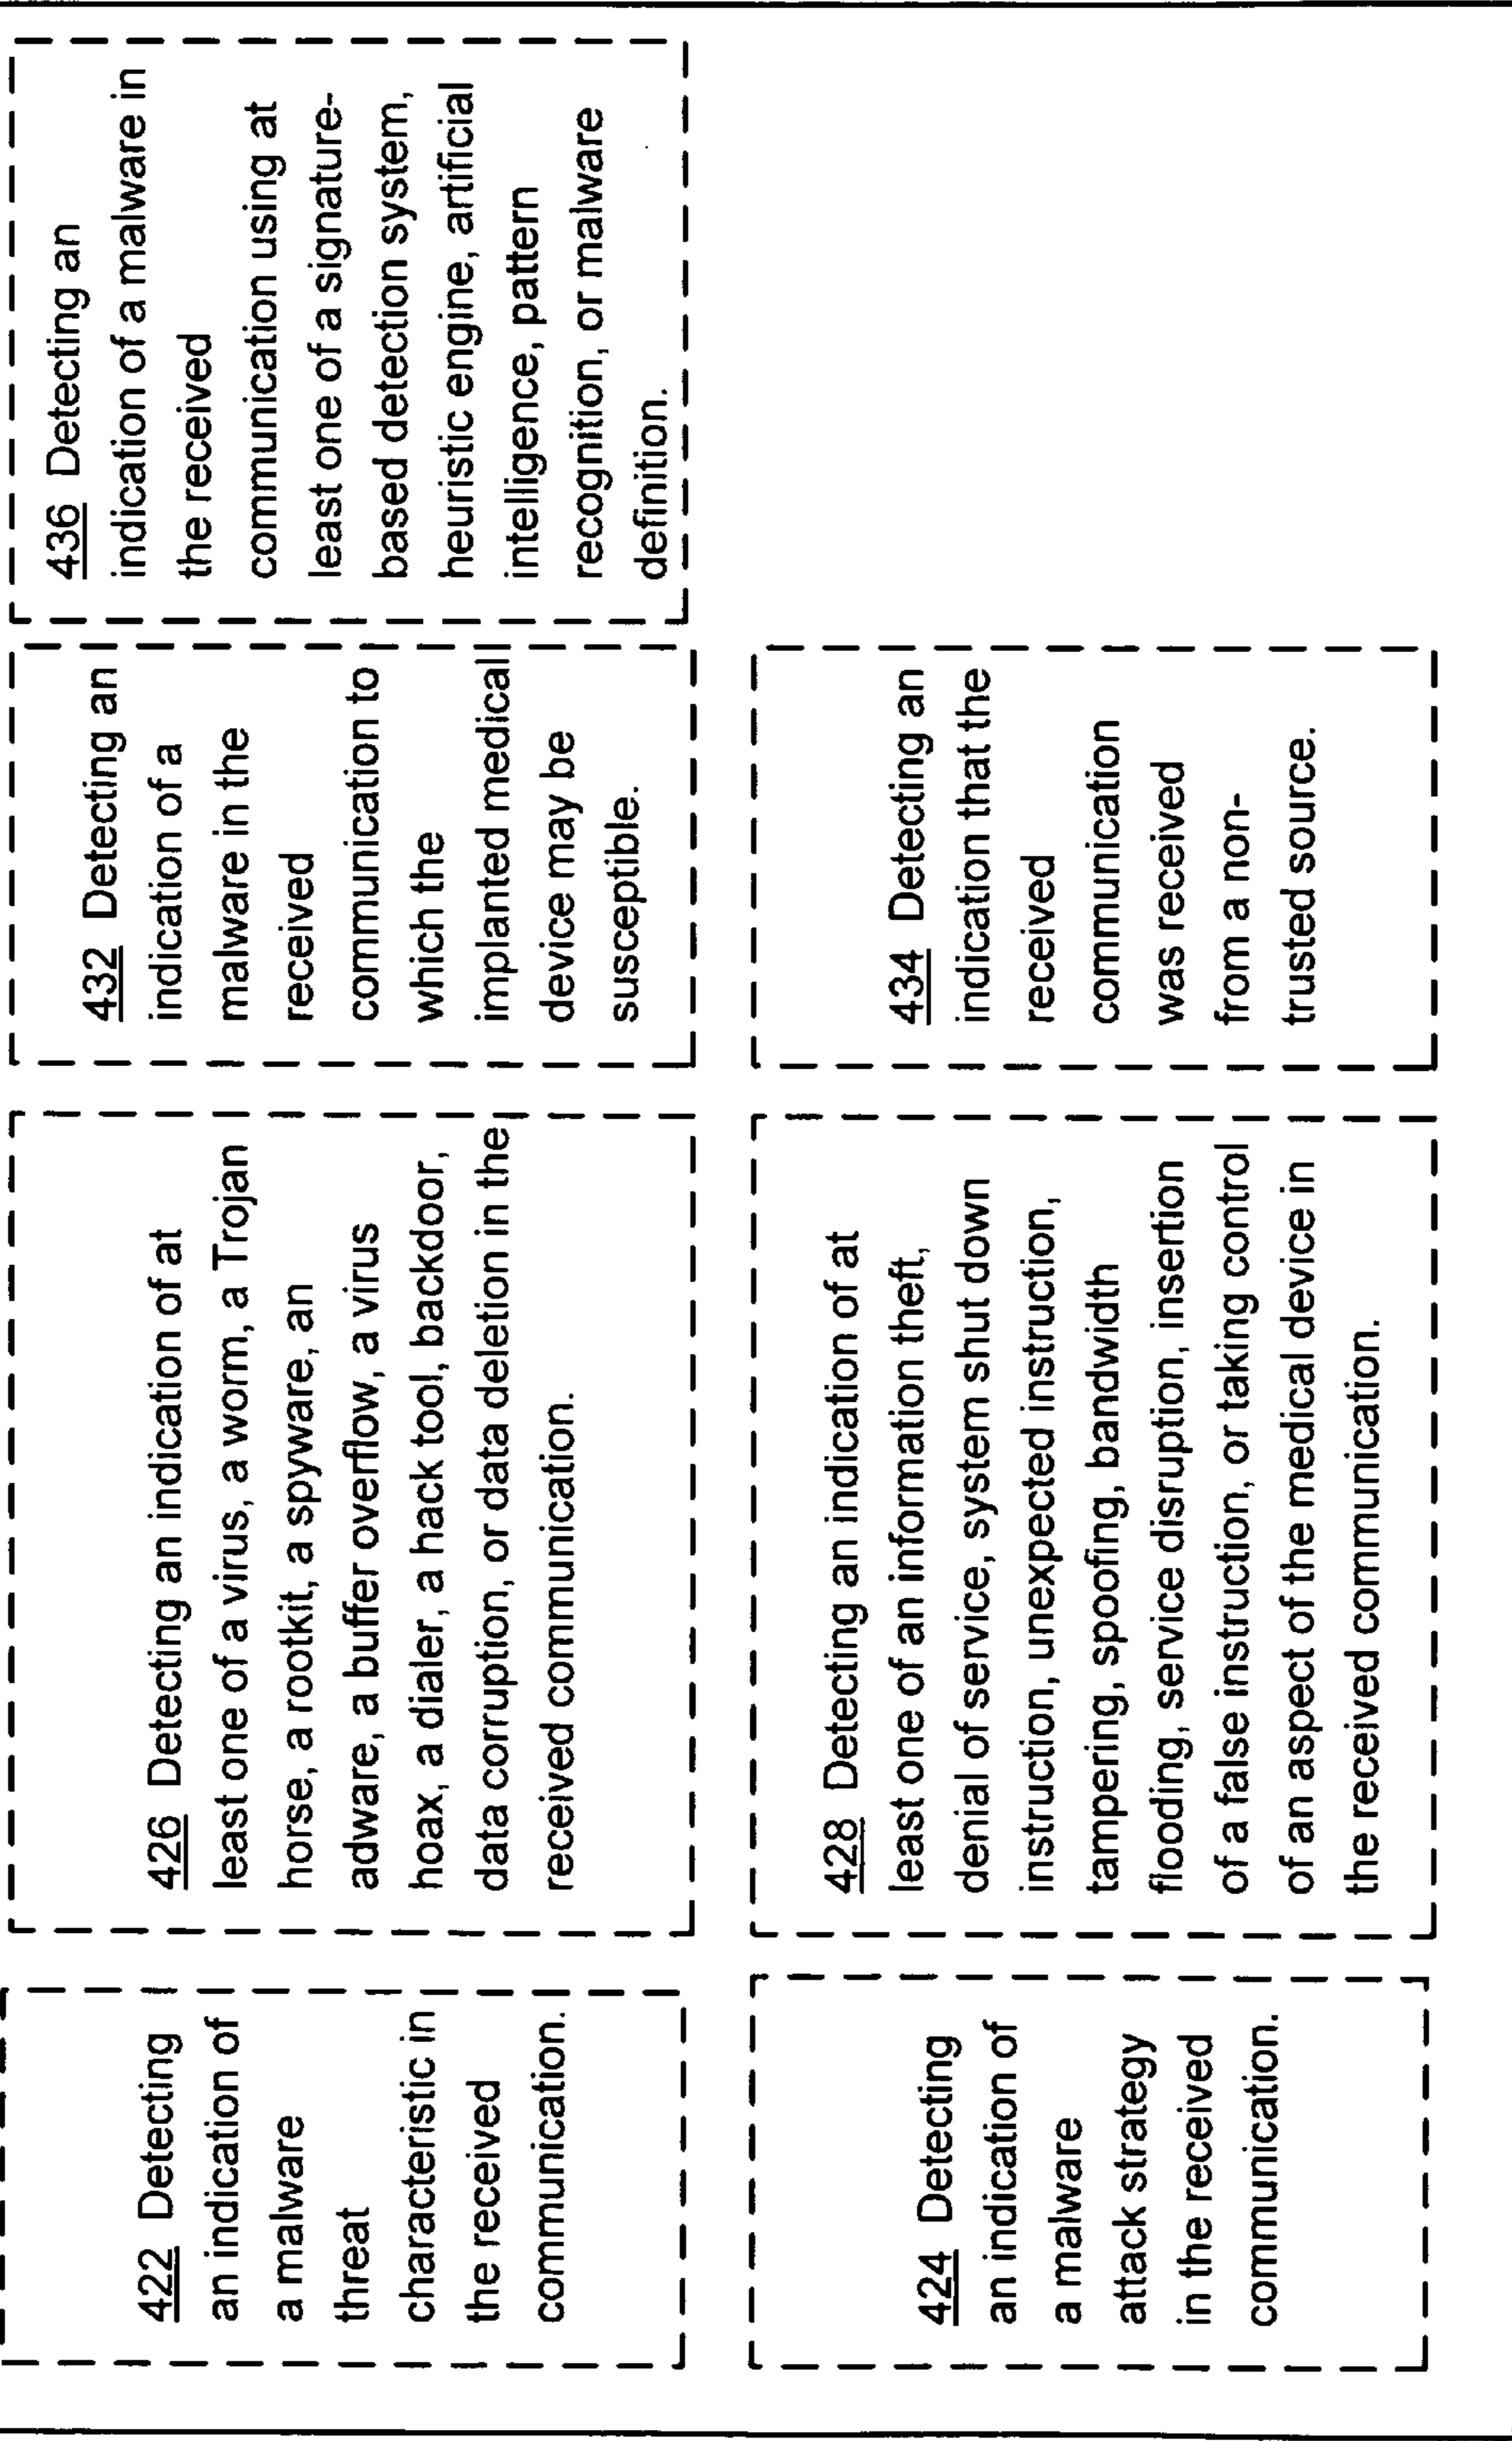 422 Detecting
an indication of
a malware
threat
characteristic in
the received
communication.
426 Detecting an indication of at
least one of a virus, a worm, a Trojan
horse, a rootkit, a spyware, an
adware, a buffer overflow, a virus
hoax, a dialer, a hack tool, backdoor,
data corruption, or data deletion in the
received communication.
432 Detecting an
indication of a
malware in the
received
communication to
which the
implanted medical
device may be
susceptible.
436 Detecting an
indication of a malware in
the received
communication using at
least one of a signature-
based detection system,
heuristic engine, artificial
intelligence, pattern
recognition, or malware
definition.
424 Detecting
an indication of
a malware
attack strategy
in the received
communication.
428 Detecting an indication of at
least one of an information theft,
denial of service, system shut down
instruction, unexpected instruction,
tampering, spoofing, bandwidth
flooding, service disruption, insertion
of a false instruction, or taking control
of an aspect of the medical device in
the received communication.
434 Detecting an
indication that the
received
communication
was received
from a non-
trusted source.